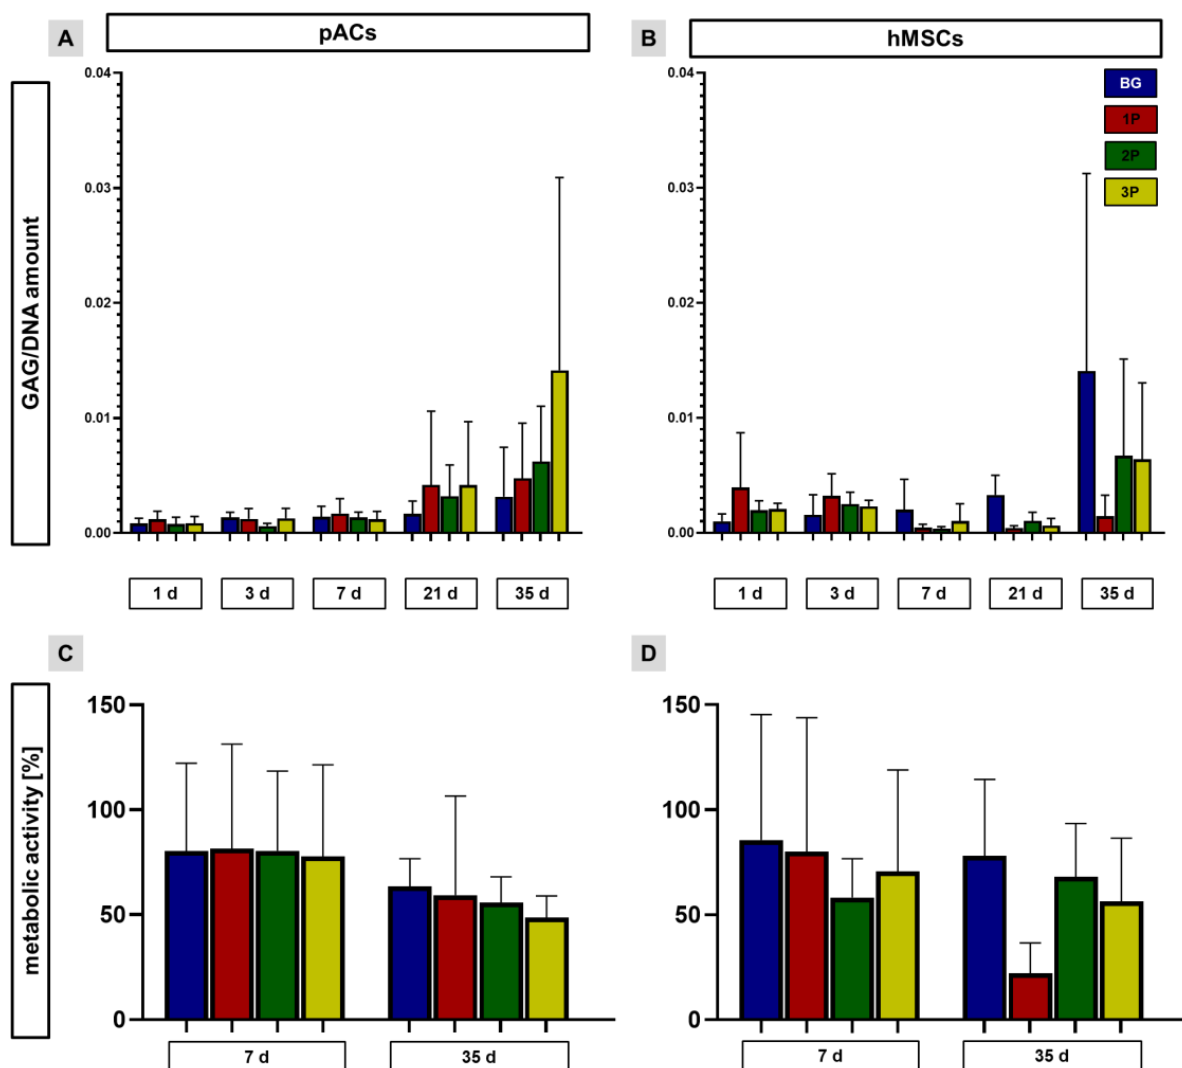 A
pACs
B
hMSCs
GAG/DNA amount
0.04
0.03
0.02
0.01
0.00
1 d
3 d
7 d
21 d
35 d
0.04
0.03
0.02
0.01
0.00
BG
1P
2P
3P
1 d
3 d
7 d
21 d
35 d
C
D
metabolic activity [%]
150
100
50
0
7 d
35 d
150
100
50
0
7 d
35 d